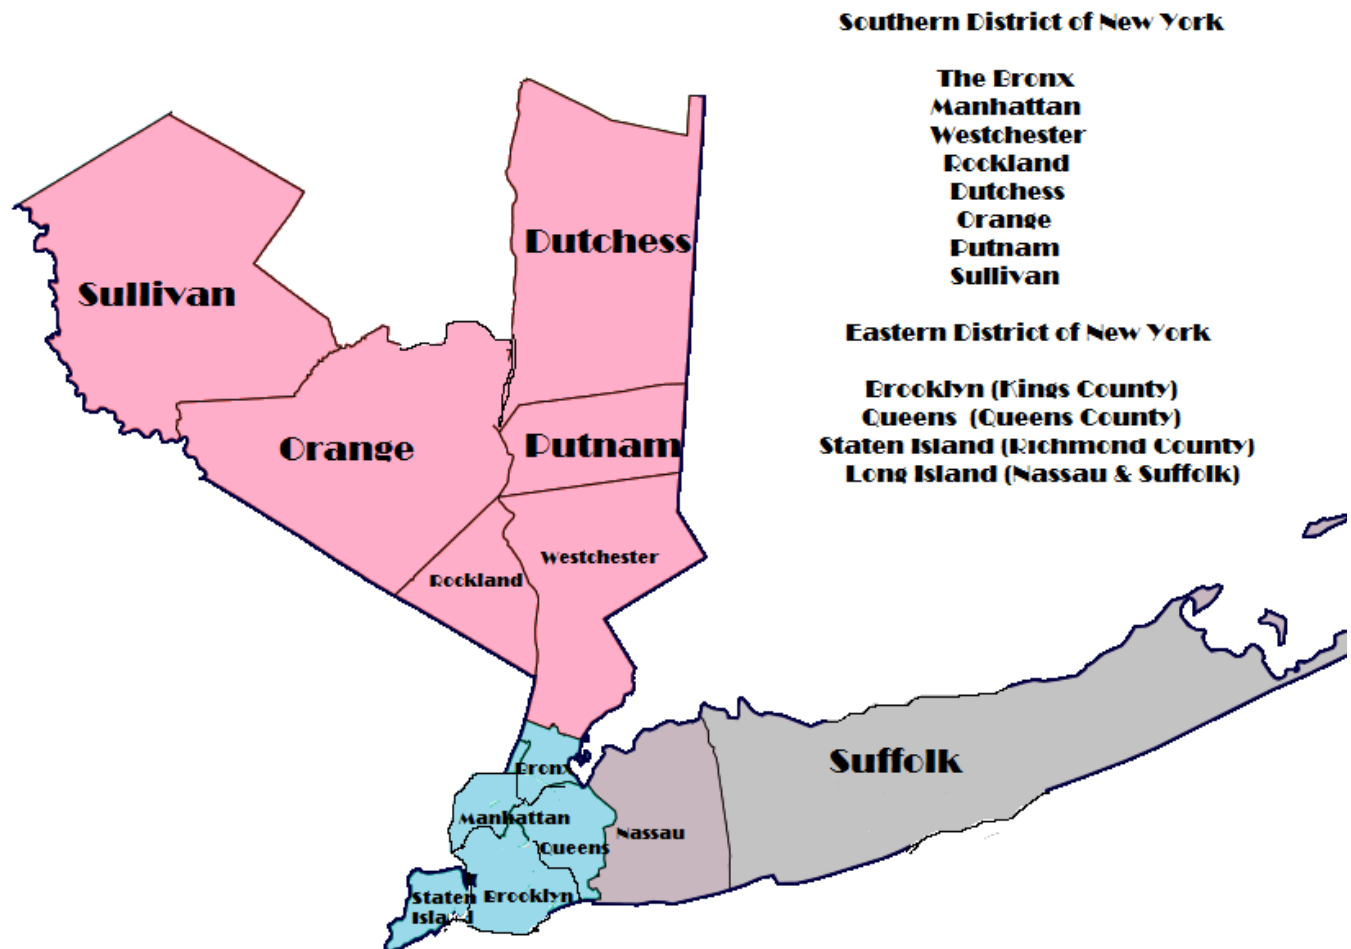 Southern District of New York
The Bronx
Manhattan
Westchester
Rockland
Dutchess
Orange
Putnam
Sullivan
Eastern District of New York
Brooklyn (Kings County)
Queens (Queens County)
Staten Island (Richmond County)
Long Island (Nassau & Suffolk)
Dutchess
Sullivan
Orange
Putnam
Westchester
Rockland
Suffolk
Bronx
Manhattan
Nassau
Queens
Staten
Island
Brooklyn